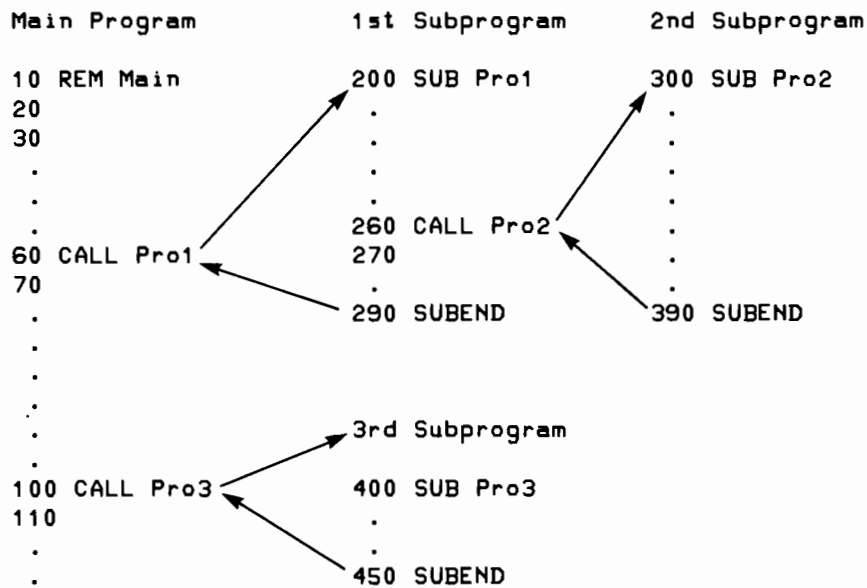 Main Program 1st Subprogram 2nd Subprogram
10 REM Main 200 SUB Pro1 300 SUB Pro2
20 . .
30 . .
. . .
. . .
. 260 CALL Pro2 .
60 CALL Pro1 270 .
70 . .
. 290 SUBEND 390 SUBEND
.
.
.
. 3rd Subprogram
.
100 CALL Pro3 400 SUB Pro3
110 .
. .
. 450 SUBEND